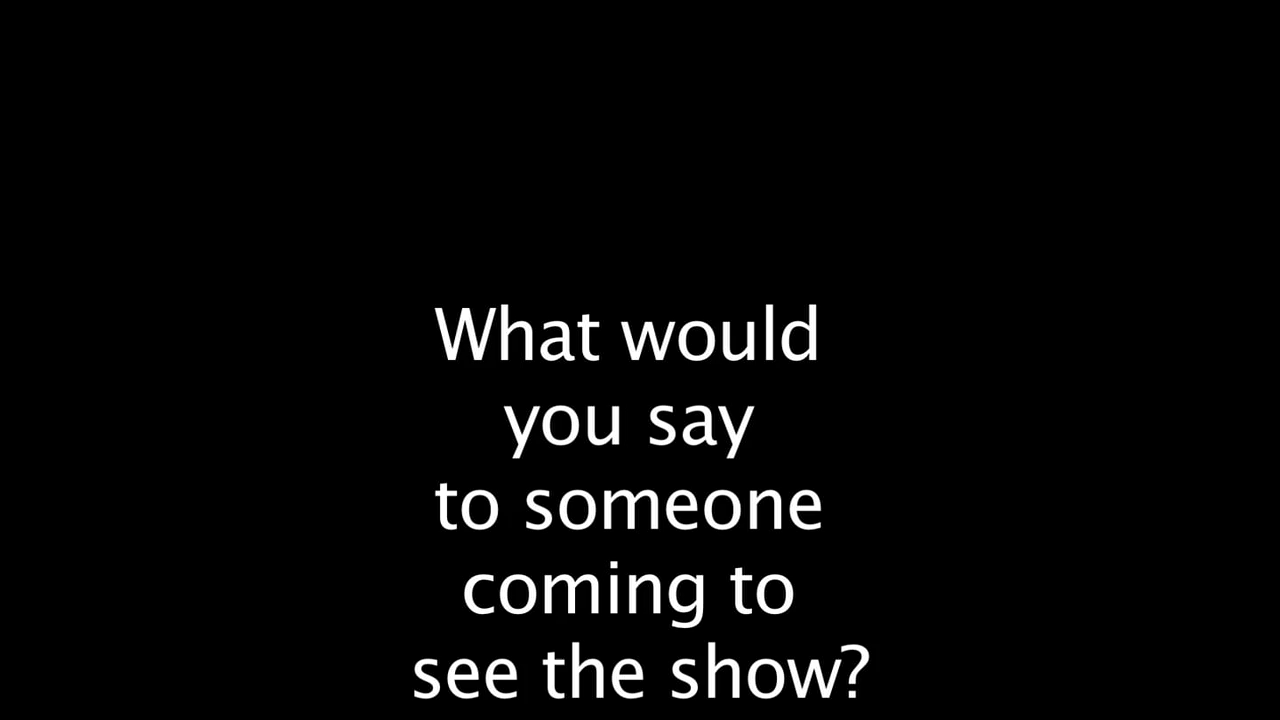 What would
you say
to someone
coming to
see the show?